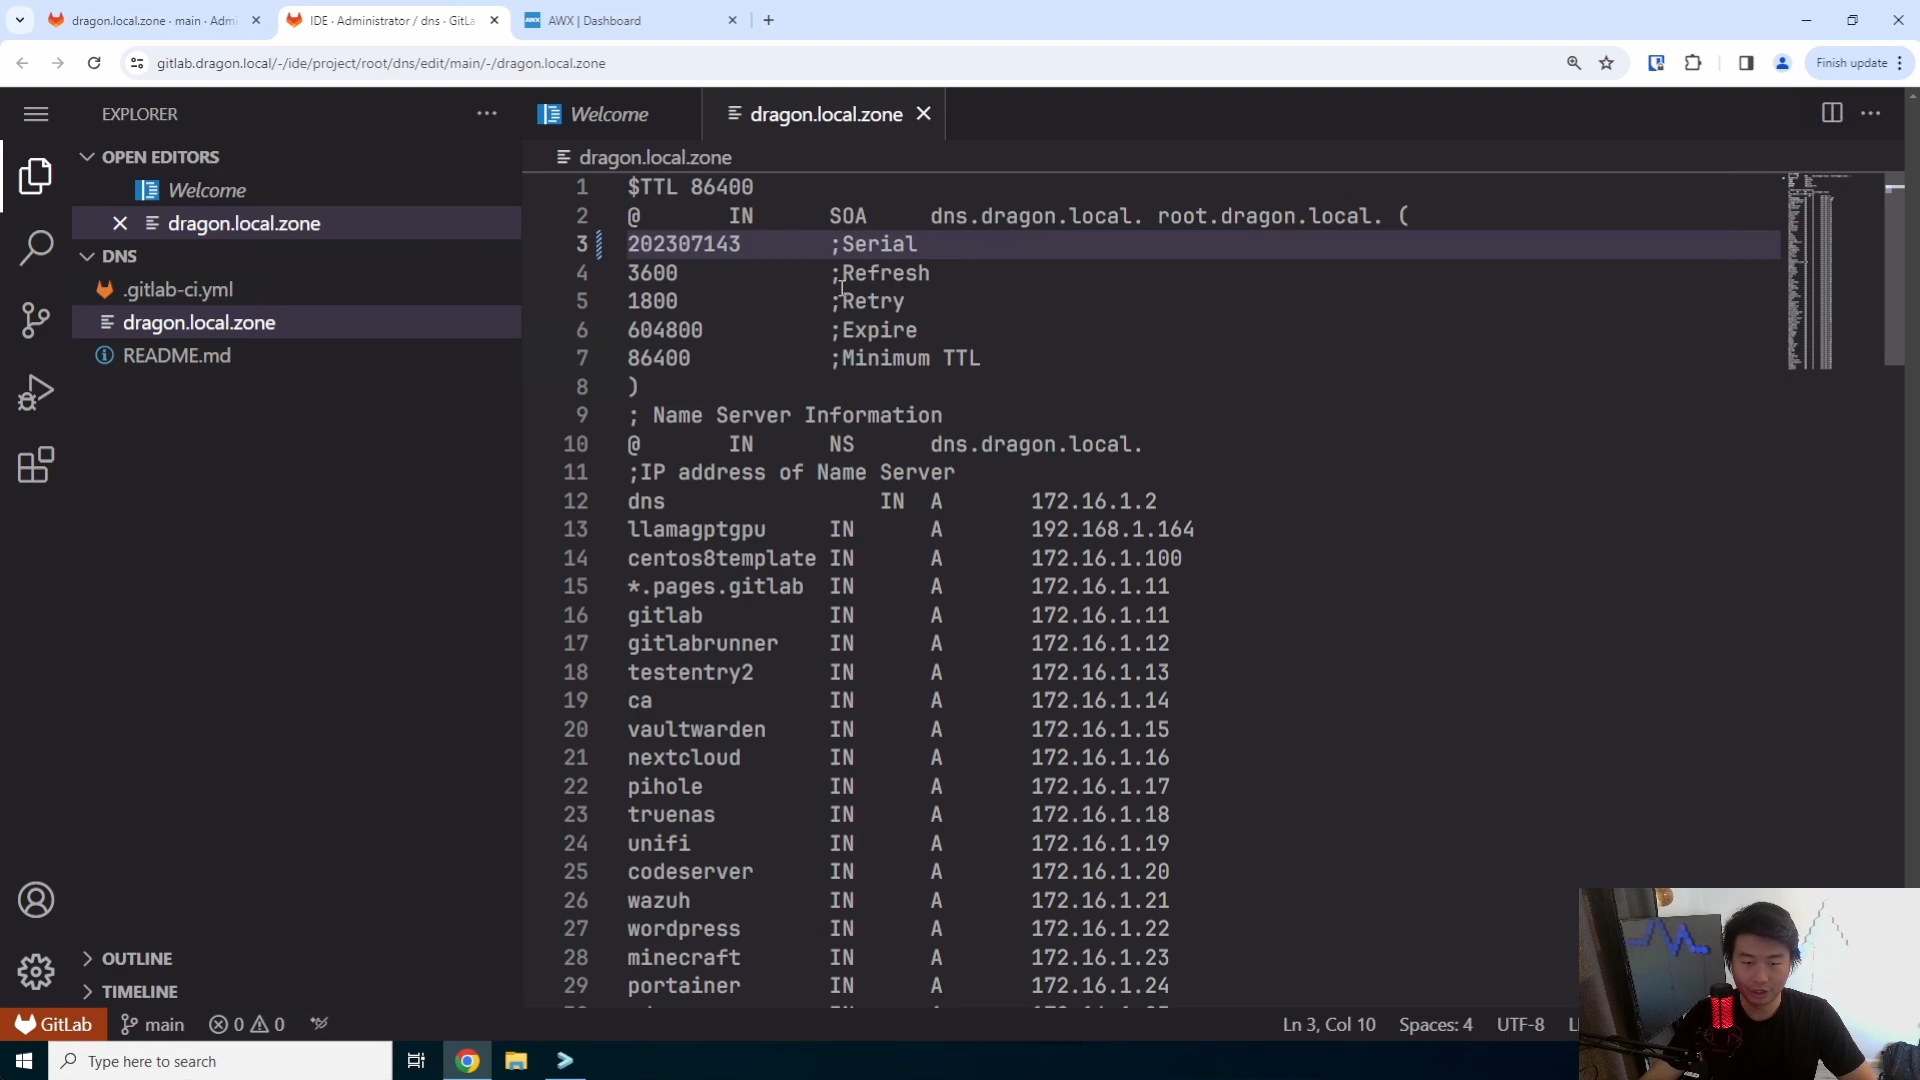 dragon.local.zone · main · Admi
IDE · Administrator / dns · GitLa
AWX | Dashboard
gitlab.dragon.local/-/ide/project/root/dns/edit/main/-/dragon.local.zone
Finish update
EXPLORER
Welcome
dragon.local.zone
OPEN EDITORS
Welcome
dragon.local.zone
DNS
.gitlab-ci.yml
dragon.local.zone
README.md
OUTLINE
TIMELINE
dragon.local.zone
1 $TTL 86400
2 @ IN SOA dns.dragon.local. root.dragon.local. (
3 202307143 ;Serial
4 3600 ;Refresh
5 1800 ;Retry
6 604800 ;Expire
7 86400 ;Minimum TTL
8 )
9 ; Name Server Information
10 @ IN NS dns.dragon.local.
11 ;IP address of Name Server
12 dns IN A 172.16.1.2
13 llamagptgpu IN A 192.168.1.164
14 centos8template IN A 172.16.1.100
15 *.pages.gitlab IN A 172.16.1.11
16 gitlab IN A 172.16.1.11
17 gitlabrunner IN A 172.16.1.12
18 testentry2 IN A 172.16.1.13
19 ca IN A 172.16.1.14
20 vaultwarden IN A 172.16.1.15
21 nextcloud IN A 172.16.1.16
22 pihole IN A 172.16.1.17
23 truenas IN A 172.16.1.18
24 unifi IN A 172.16.1.19
25 codeserver IN A 172.16.1.20
26 wazuh IN A 172.16.1.21
27 wordpress IN A 172.16.1.22
28 minecraft IN A 172.16.1.23
29 portainer IN A 172.16.1.24
GitLab main 0 0 Ln 3, Col 10 Spaces: 4 UTF-8
Type here to search